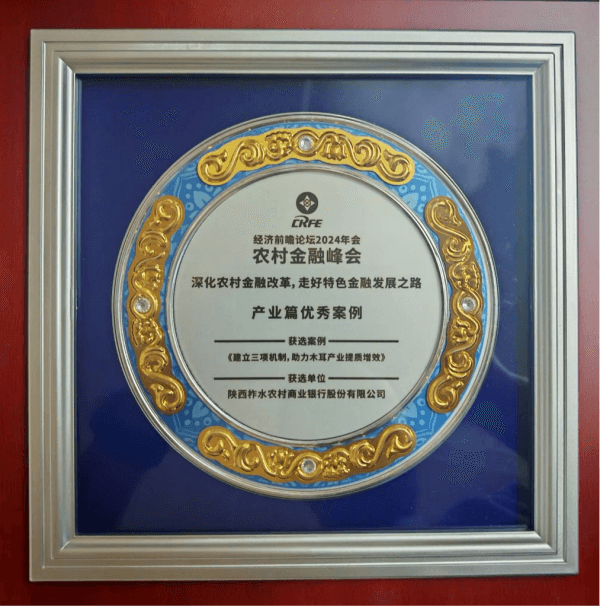 CRFE
经济前瞻论坛2024年会
农村金融峰会
深化农村金融改革,走好特色金融发展之路
产业篇优秀案例
获选案例
《建立三项机制,助力木耳产业提质增效》
获选单位
陕西柞水农村商业银行股份有限公司